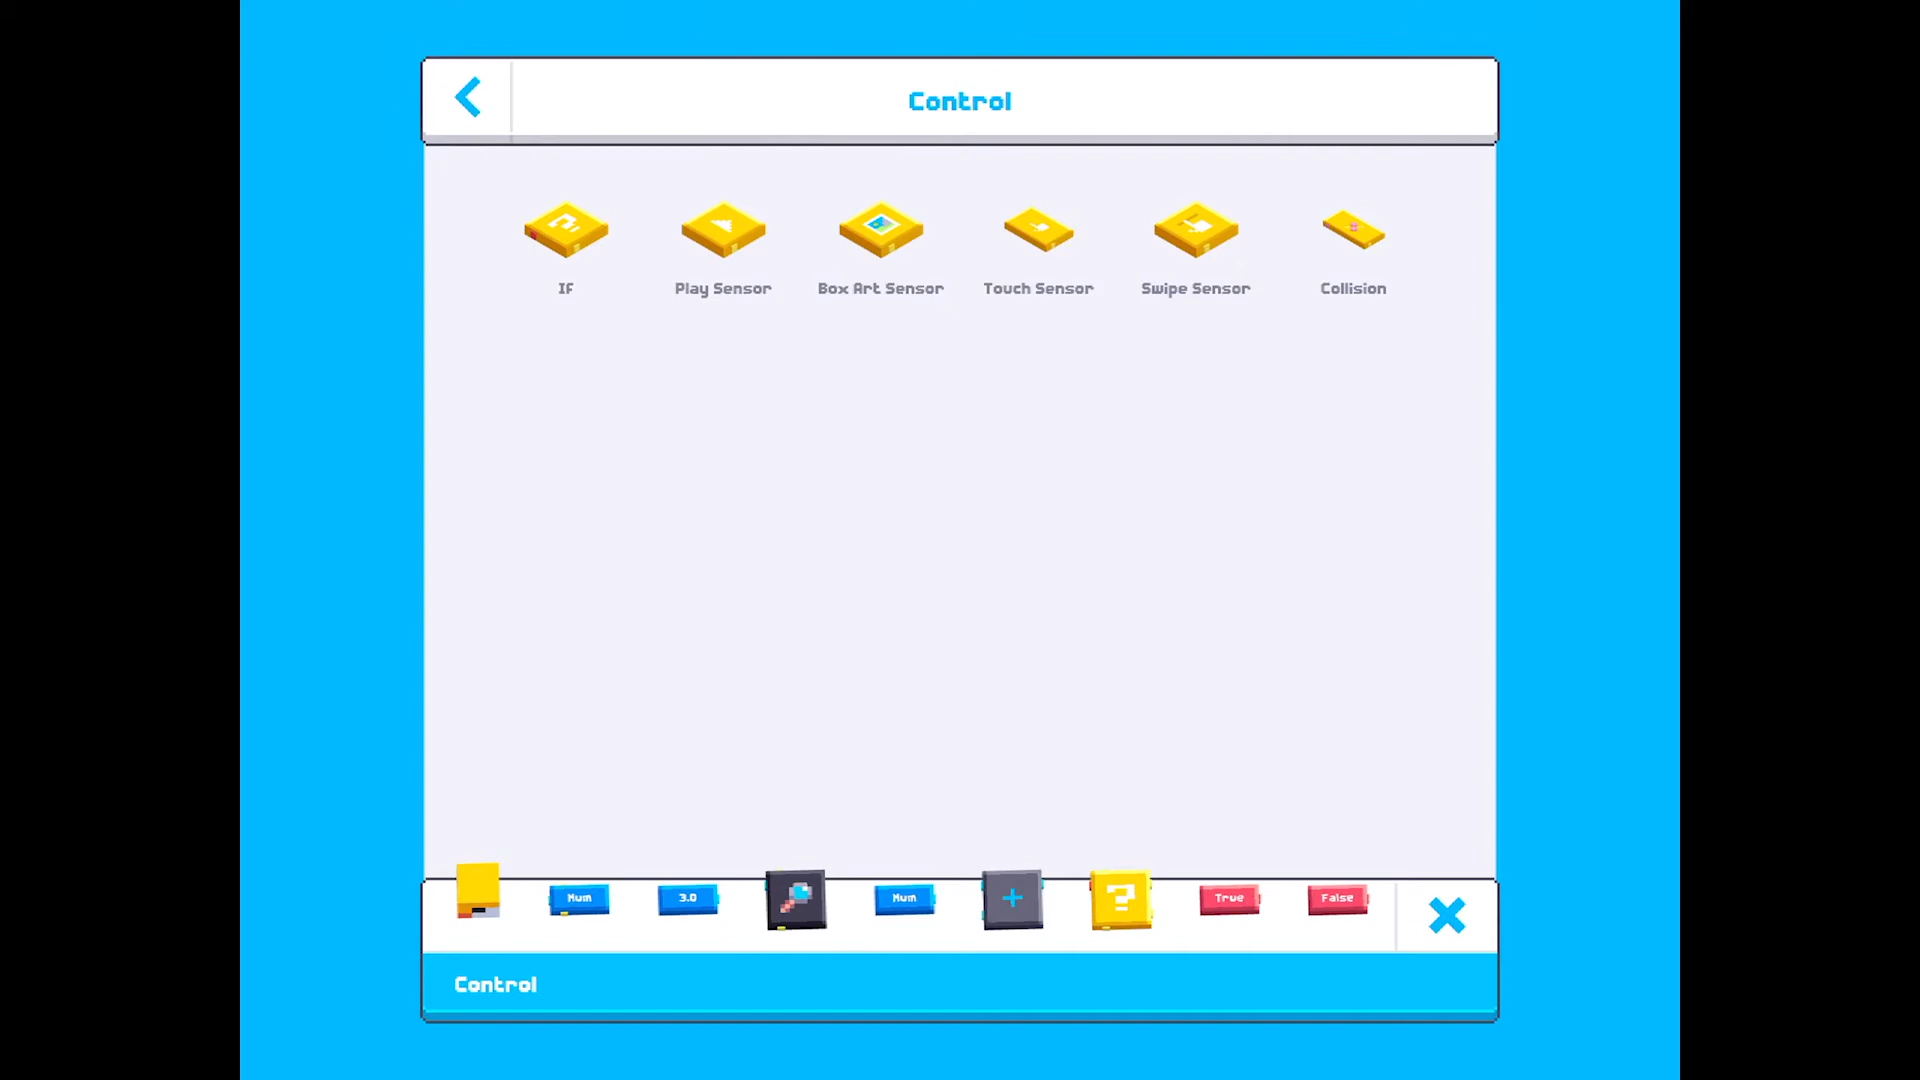 Control
If
Play Sensor
Box Art Sensor
Touch Sensor
Swipe Sensor
Collision
Num
3.0
Num
+
?
True
False
Control